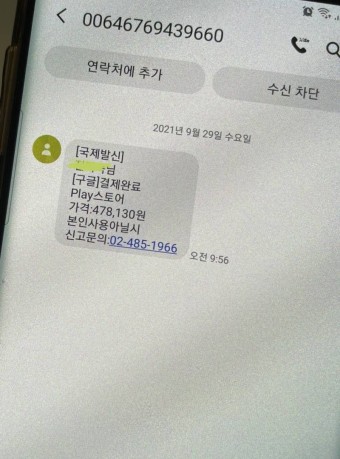 00646769439660
연락처에 추가
수신 차단
2021년 9월 29일 수요일
[국제발신]
님
[구글]결제완료
Play스토어
가격:478,130원
본인사용아닐시
신고문의:02-485-1966
오전 9:56